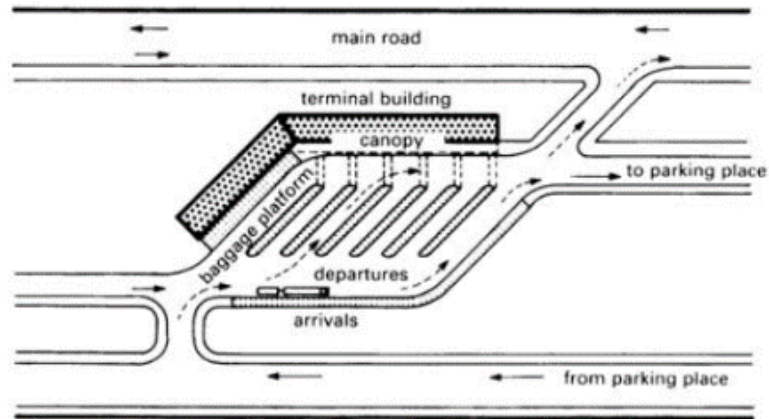 main road
terminal building
canopy
to parking place
baggage platform
departures
arrivals
from parking place